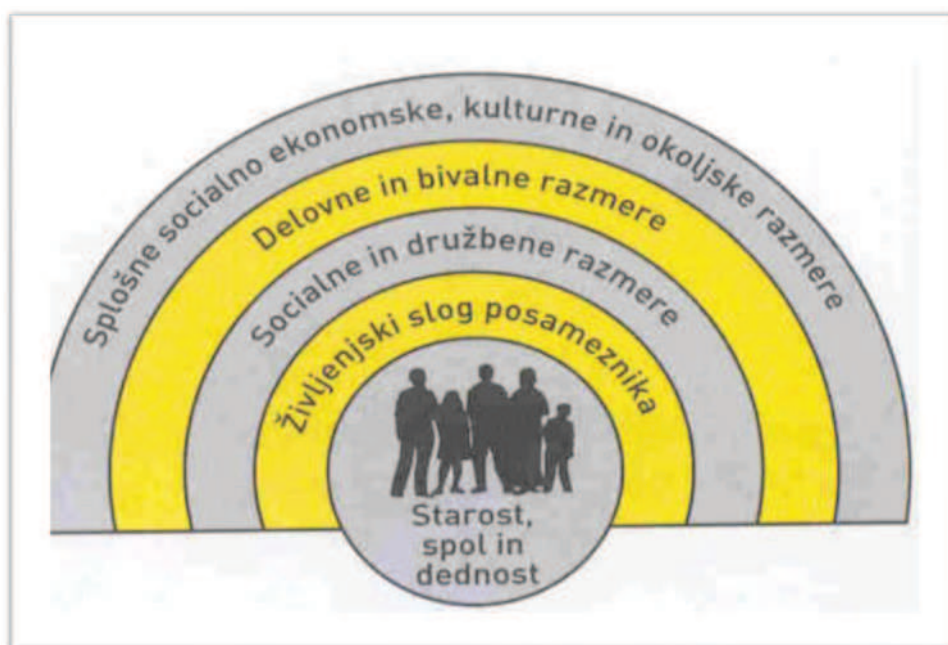 Splošne socialno ekonomske, kulturne in okoljske razmere
Delovne in bivalne razmere
Socialne in družbene razmere
Življenjski slog posameznika
Starost,
spol in
dednost